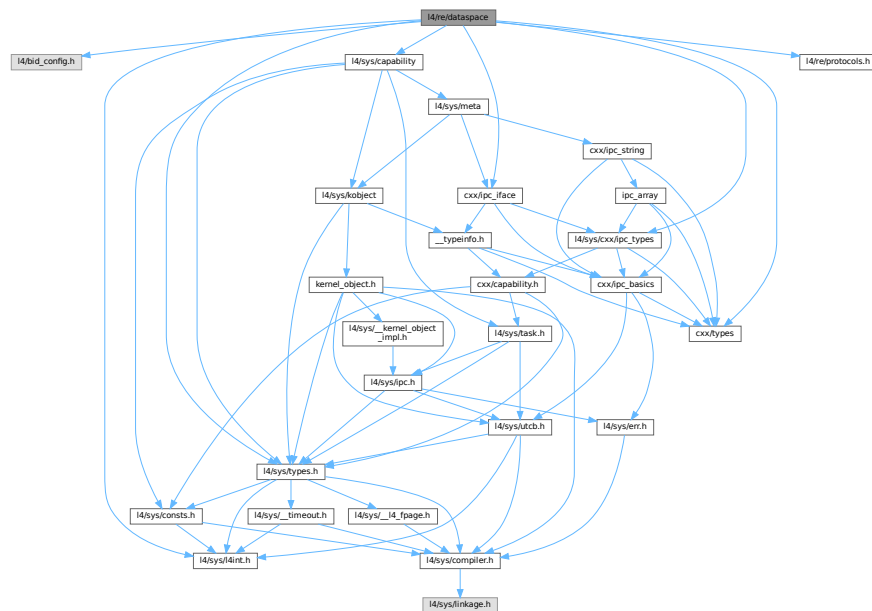 l4/re/dataspace
l4/bid_config.h
l4/sys/capability
l4/re/protocols.h
l4/sys/meta
cxx/ipc_string
l4/sys/kobject
cxx/ipc_iface
ipc_array
__typeinfo.h
l4/sys/cxx/ipc_types
kernel_object.h
cxx/capability.h
cxx/ipc_basics
l4/sys/__kernel_object
_impl.h
l4/sys/task.h
cxx/types
l4/sys/ipc.h
l4/sys/utcb.h
l4/sys/err.h
l4/sys/types.h
l4/sys/consts.h
l4/sys/__timeout.h
l4/sys/__l4_fpage.h
l4/sys/l4int.h
l4/sys/compiler.h
l4/sys/linkage.h